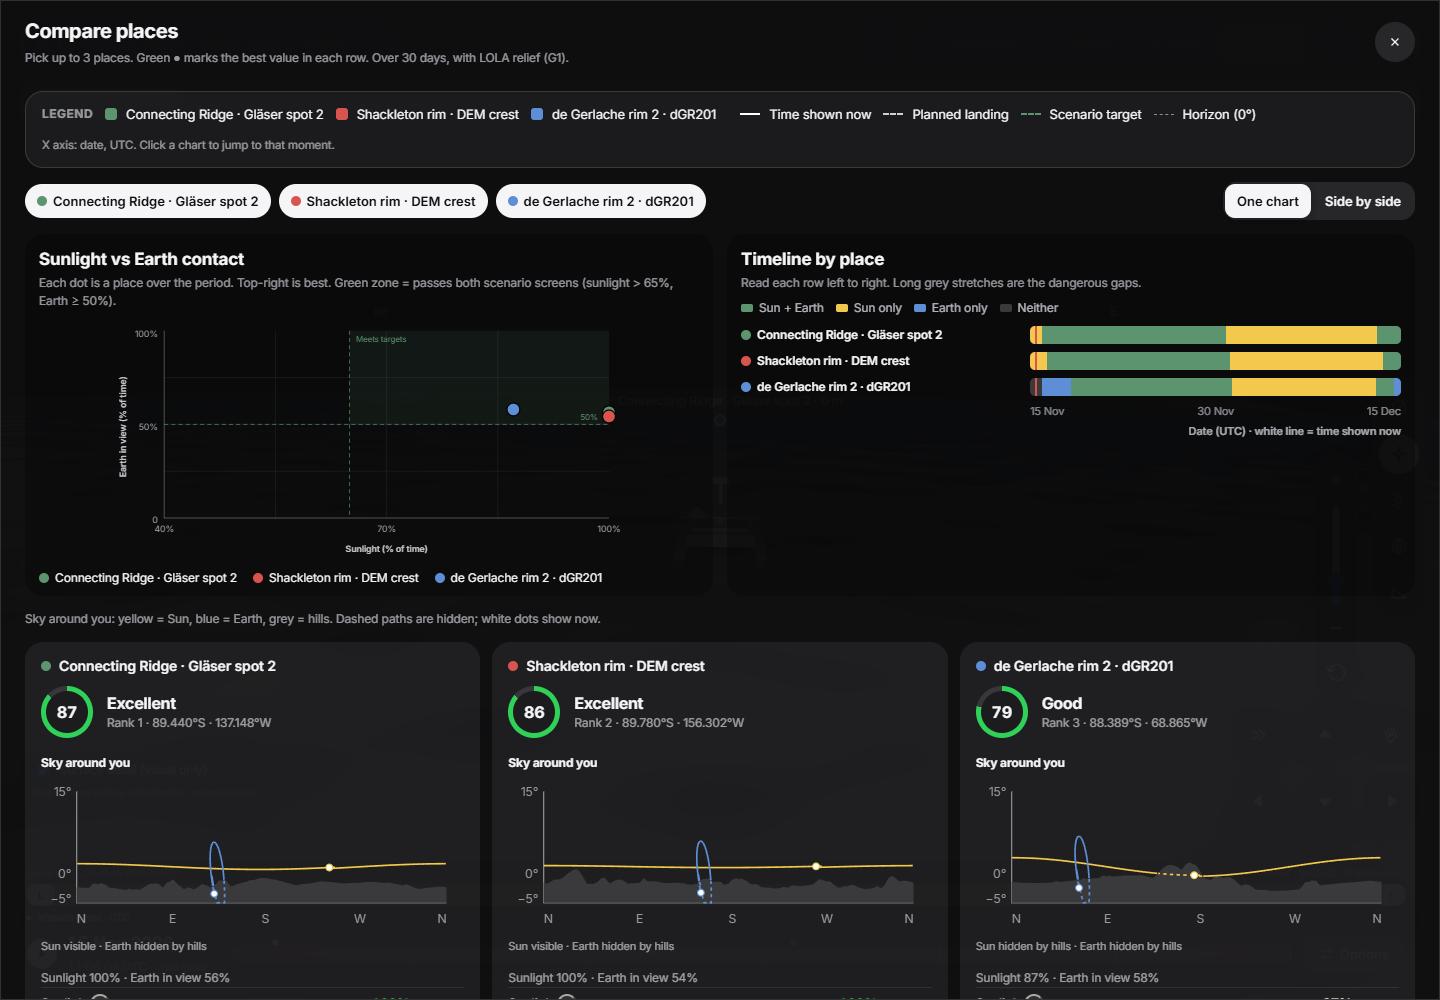 Compare places
Pick up to 3 places. Green ● marks the best value in each row. Over 30 days, with LOLA relief (G1).
×
LEGEND Connecting Ridge · Gläser spot 2 Shackleton rim · DEM crest de Gerlache rim 2 · dGR201 Time shown now Planned landing Scenario target Horizon (0°)
X axis: date, UTC. Click a chart to jump to that moment.
Connecting Ridge · Gläser spot 2 Shackleton rim · DEM crest de Gerlache rim 2 · dGR201
One chart Side by side
Sunlight vs Earth contact
Each dot is a place over the period. Top-right is best. Green zone = passes both scenario screens (sunlight > 65%,
Earth ≥ 50%).
100%
Meets targets
50%
50%
0
Earth in view (% of time)
40% 70% 100%
Sunlight (% of time)
Connecting Ridge · Gläser spot 2 Shackleton rim · DEM crest de Gerlache rim 2 · dGR201
Timeline by place
Read each row left to right. Long grey stretches are the dangerous gaps.
Sun + Earth Sun only Earth only Neither
Connecting Ridge · Gläser spot 2
Shackleton rim · DEM crest
de Gerlache rim 2 · dGR201
15 Nov 30 Nov 15 Dec
Date (UTC) · white line = time shown now
Sky around you: yellow = Sun, blue = Earth, grey = hills. Dashed paths are hidden; white dots show now.
Connecting Ridge · Gläser spot 2
87 Excellent
Rank 1 · 89.440°S · 137.148°W
Sky around you
15°
0°
−5°
N E S W N
Sun visible · Earth hidden by hills
Sunlight 100% · Earth in view 56%
Shackleton rim · DEM crest
86 Excellent
Rank 2 · 89.780°S · 156.302°W
Sky around you
15°
0°
−5°
N E S W N
Sun visible · Earth hidden by hills
Sunlight 100% · Earth in view 54%
de Gerlache rim 2 · dGR201
79 Good
Rank 3 · 88.389°S · 68.865°W
Sky around you
15°
0°
−5°
N E S W N
Sun hidden by hills · Earth hidden by hills
Sunlight 87% · Earth in view 58%